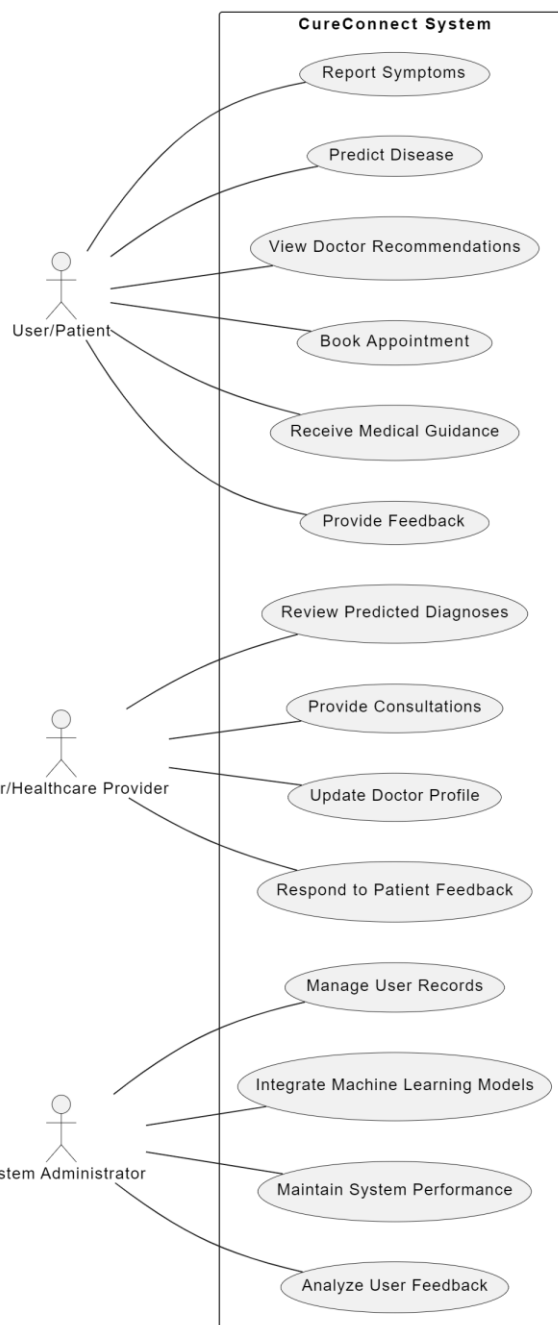 CureConnect System
Report Symptoms
Predict Disease
View Doctor Recommendations
User/Patient
Book Appointment
Receive Medical Guidance
Provide Feedback
Review Predicted Diagnoses
Provide Consultations
r/Healthcare Provider
Update Doctor Profile
Respond to Patient Feedback
Manage User Records
Integrate Machine Learning Models
stem Administrator
Maintain System Performance
Analyze User Feedback